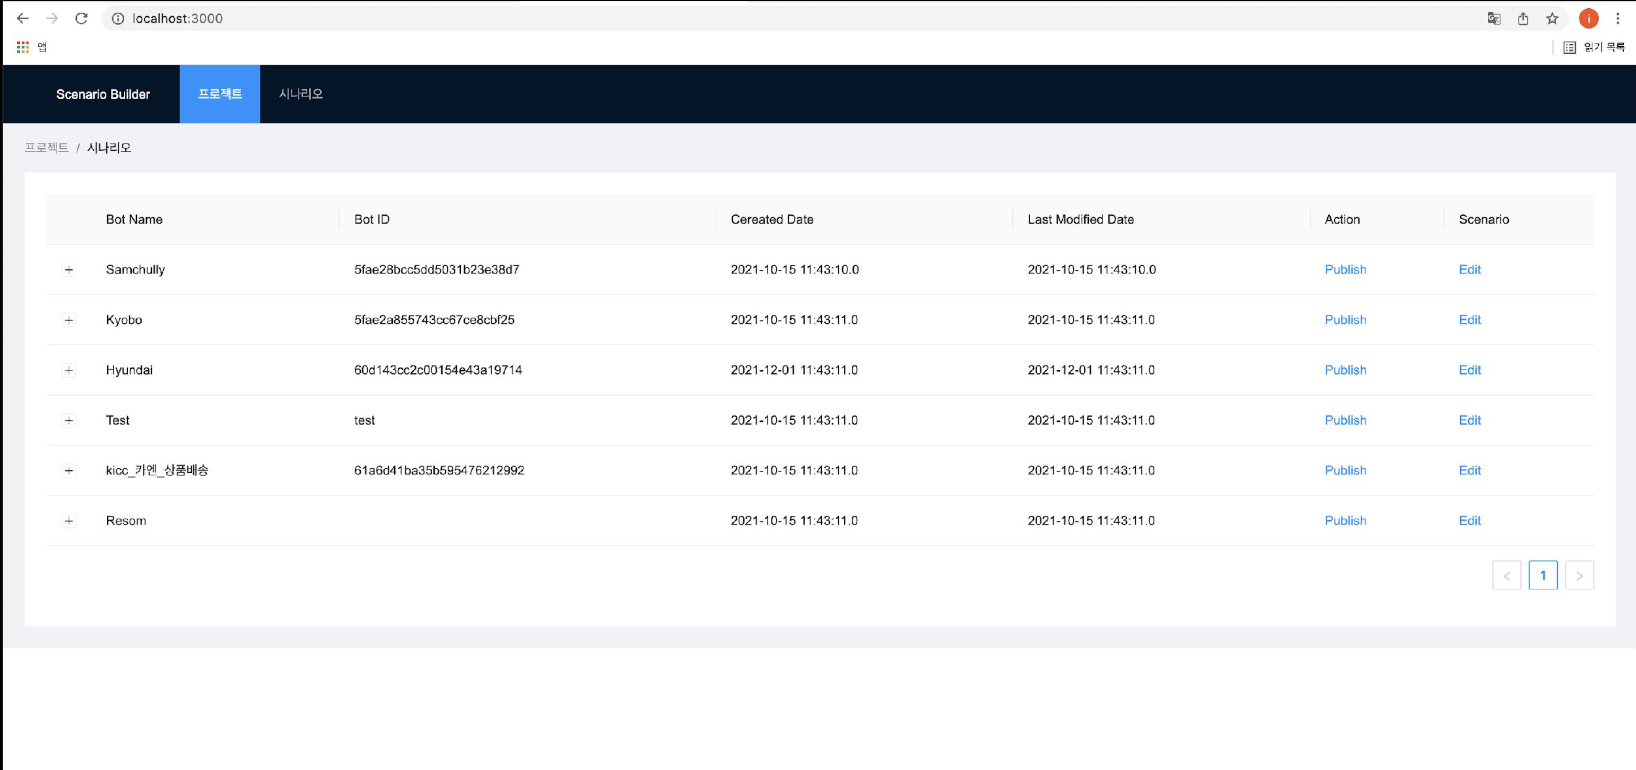 localhost:3000
i
앱
읽기 목록
Scenario Builder 프로젝트 시나리오
프로젝트 / 시나리오
Bot Name Bot ID Cereated Date Last Modified Date Action Scenario
Samchully 5fae28bcc5dd5031b23e38d7 2021-10-15 11:43:10.0 2021-10-15 11:43:10.0 Publish Edit
Kyobo 5fae2a855743cc67ce8cbf25 2021-10-15 11:43:11.0 2021-10-15 11:43:11.0 Publish Edit
Hyundai 60d143cc2c00154e43a19714 2021-12-01 11:43:11.0 2021-12-01 11:43:11.0 Publish Edit
Test test 2021-10-15 11:43:11.0 2021-10-15 11:43:11.0 Publish Edit
kicc_카엔_상품배송 61a6d41ba35b595476212992 2021-10-15 11:43:11.0 2021-10-15 11:43:11.0 Publish Edit
Resom 2021-10-15 11:43:11.0 2021-10-15 11:43:11.0 Publish Edit
1